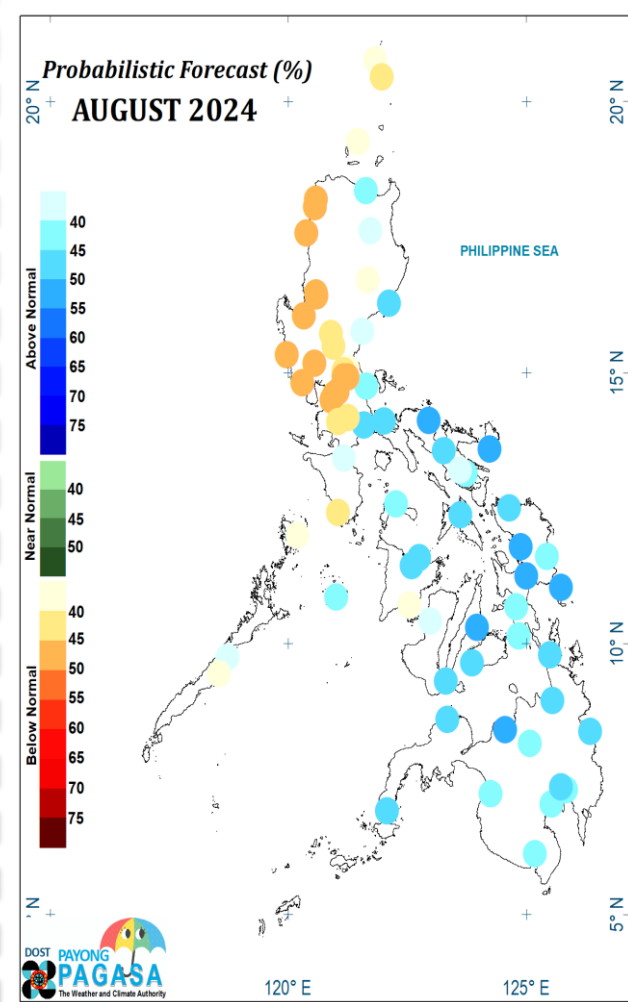 Probabilistic Forecast (%)
AUGUST 2024
20° N
20° N
Above Normal
40
45
50
55
60
65
70
75
PHILIPPINE SEA
15° N
Near Normal
40
45
50
Below Normal
40
45
50
55
60
65
70
75
10° N
5° N
° N
DOST
PAYONG
PAGASA
The Weather and Climate Authority
120° E
125° E